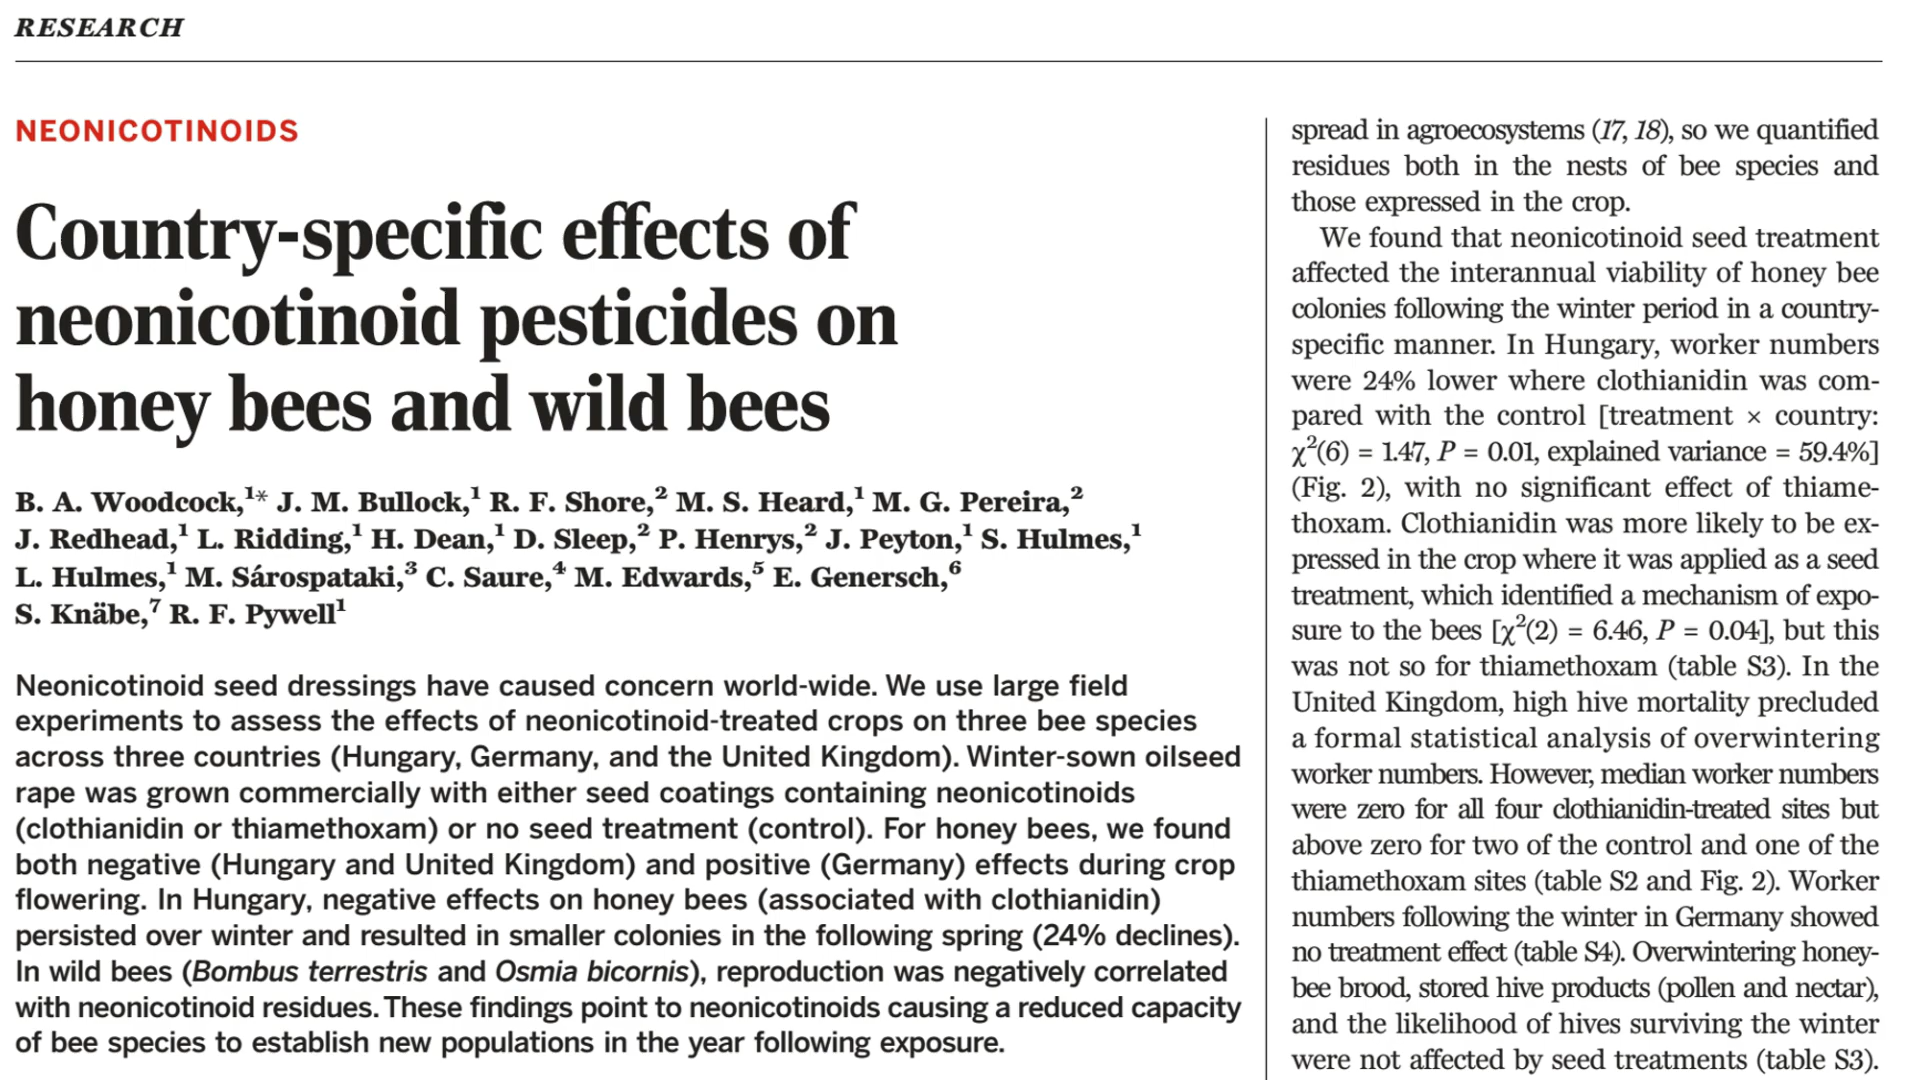 RESEARCH
NEONICOTINOIDS
Country-specific effects of
neonicotinoid pesticides on
honey bees and wild bees
B. A. Woodcock,¹* J. M. Bullock,¹ R. F. Shore,² M. S. Heard,¹ M. G. Pereira,²
J. Redhead,¹ L. Ridding,¹ H. Dean,¹ D. Sleep,² P. Henrys,² J. Peyton,¹ S. Hulmes,¹
L. Hulmes,¹ M. Sárospataki,³ C. Saure,⁴ M. Edwards,⁵ E. Genersch,⁶
S. Knäbe,⁷ R. F. Pywell¹
Neonicotinoid seed dressings have caused concern world-wide. We use large field
experiments to assess the effects of neonicotinoid-treated crops on three bee species
across three countries (Hungary, Germany, and the United Kingdom). Winter-sown oilseed
rape was grown commercially with either seed coatings containing neonicotinoids
(clothianidin or thiamethoxam) or no seed treatment (control). For honey bees, we found
both negative (Hungary and United Kingdom) and positive (Germany) effects during crop
flowering. In Hungary, negative effects on honey bees (associated with clothianidin)
persisted over winter and resulted in smaller colonies in the following spring (24% declines).
In wild bees (Bombus terrestris and Osmia bicornis), reproduction was negatively correlated
with neonicotinoid residues. These findings point to neonicotinoids causing a reduced capacity
of bee species to establish new populations in the year following exposure.
spread in agroecosystems (17, 18), so we quantified
residues both in the nests of bee species and
those expressed in the crop.
We found that neonicotinoid seed treatment
affected the interannual viability of honey bee
colonies following the winter period in a country-
specific manner. In Hungary, worker numbers
were 24% lower where clothianidin was com-
pared with the control [treatment × country:
χ²(6) = 1.47, P = 0.01, explained variance = 59.4%]
(Fig. 2), with no significant effect of thiame-
thoxam. Clothianidin was more likely to be ex-
pressed in the crop where it was applied as a seed
treatment, which identified a mechanism of expo-
sure to the bees [χ²(2) = 6.46, P = 0.04], but this
was not so for thiamethoxam (table S3). In the
United Kingdom, high hive mortality precluded
a formal statistical analysis of overwintering
worker numbers. However, median worker numbers
were zero for all four clothianidin-treated sites but
above zero for two of the control and one of the
thiamethoxam sites (table S2 and Fig. 2). Worker
numbers following the winter in Germany showed
no treatment effect (table S4). Overwintering honey-
bee brood, stored hive products (pollen and nectar),
and the likelihood of hives surviving the winter
were not affected by seed treatments (table S3).